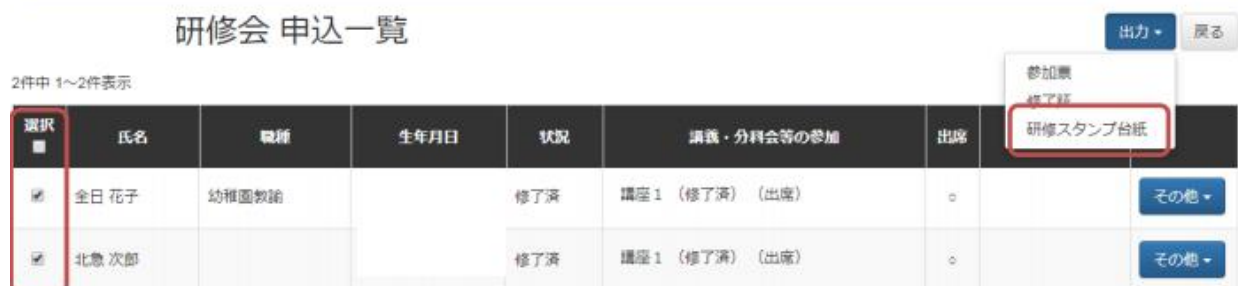 研修会 申込一覧
出力 戻る
2件中 1～2件表示
参加票
修了証
研修スタンプ台紙
選択 氏名 職種 生年月日 状況 講義・分科会等の参加 出席
全日 花子 幼稚園教諭 修了済 講座1 （修了済） （出席） ○ その他
北急 次郎 修了済 講座1 （修了済） （出席） ○ その他